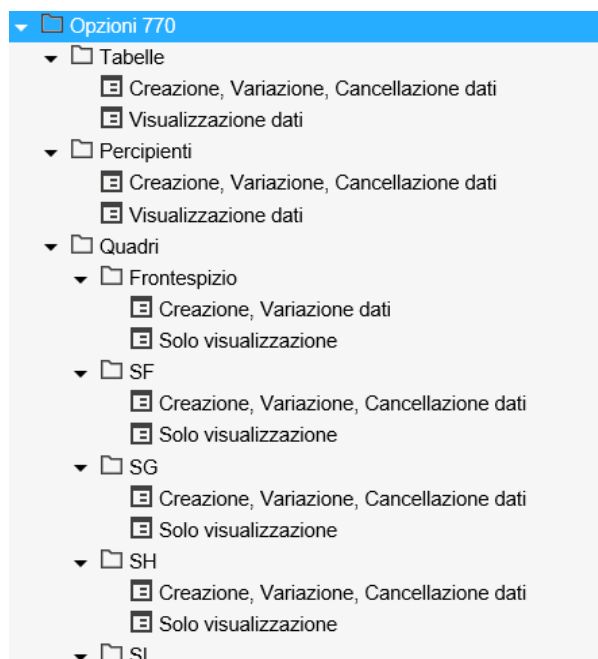 Opzioni 770
Tabelle
Creazione, Variazione, Cancellazione dati
Visualizzazione dati
Percipienti
Creazione, Variazione, Cancellazione dati
Visualizzazione dati
Quadri
Frontespizio
Creazione, Variazione dati
Solo visualizzazione
SF
Creazione, Variazione, Cancellazione dati
Solo visualizzazione
SG
Creazione, Variazione, Cancellazione dati
Solo visualizzazione
SH
Creazione, Variazione, Cancellazione dati
Solo visualizzazione